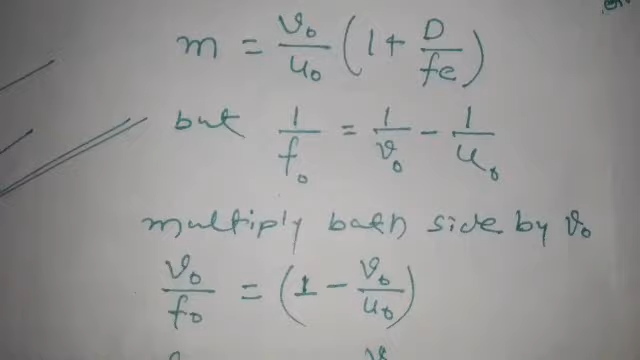 m = v₀/u₀ (1 + D/fe)
but 1/f₀ = 1/v₀ - 1/u₀
multiply bath side by v₀
v₀/f₀ = (1 - v₀/u₀)